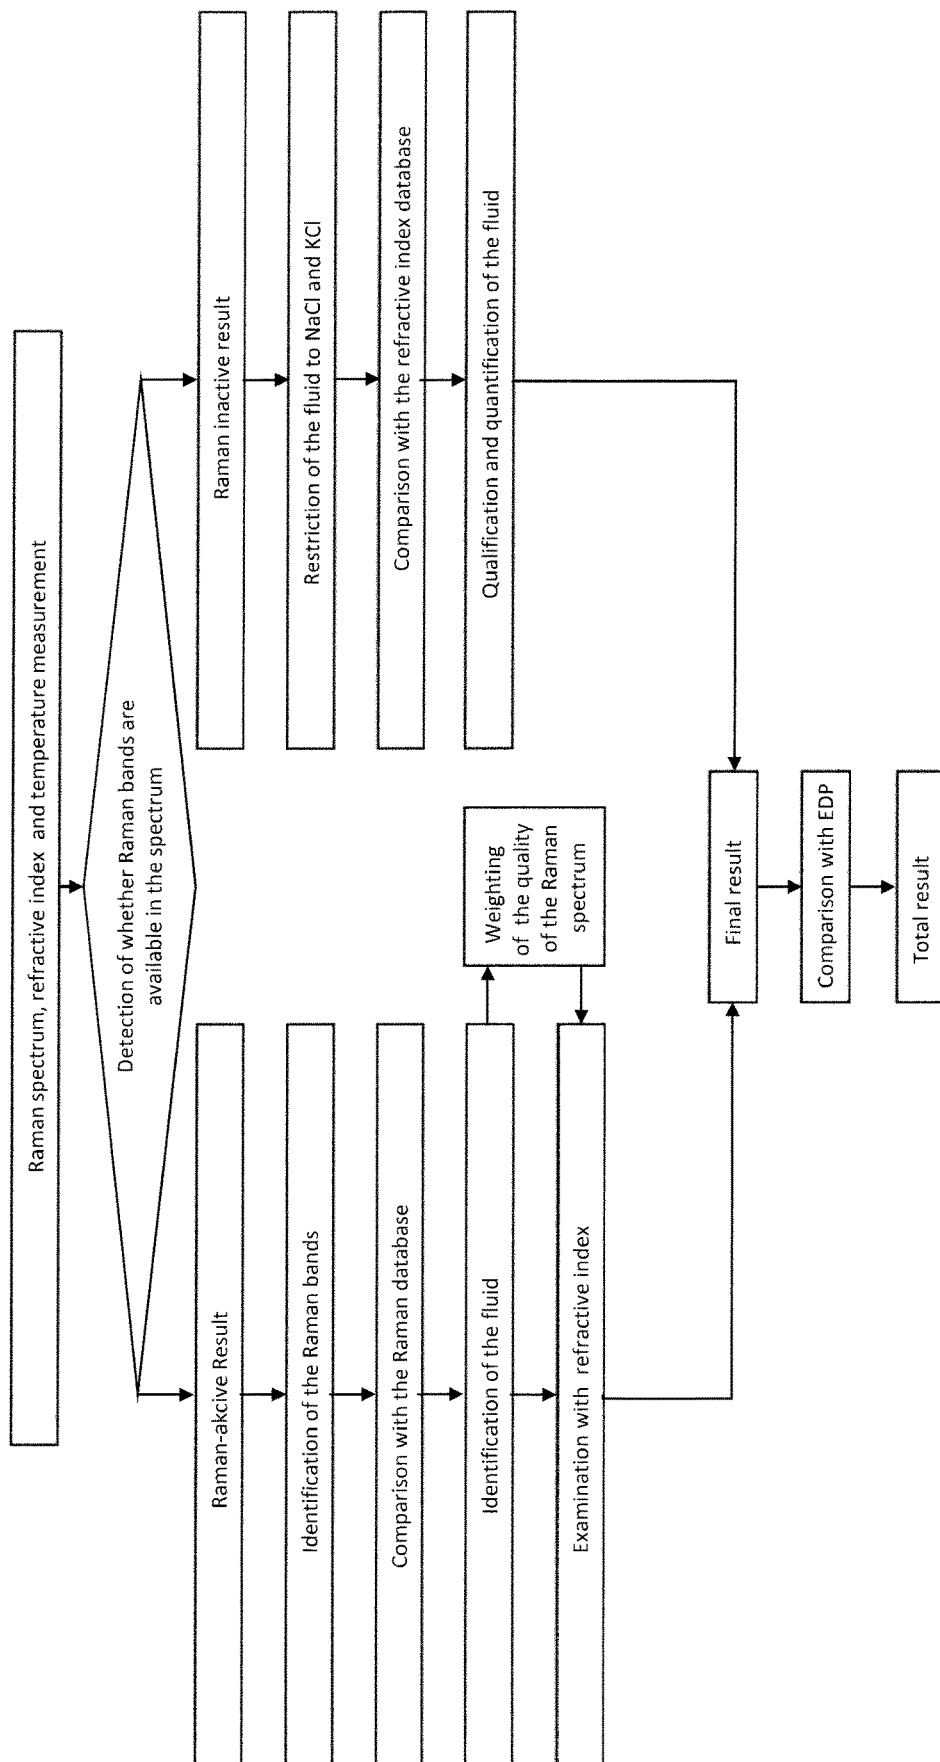 Raman spectrum, refractive index and temperature measurement
Detection of whether Raman bands are
available in the spectrum
Raman-akcive Result
Identification of the Raman bands
Comparison with the Raman database
Identification of the fluid
Weighting
of the quality
of the Raman
spectrum
Examination with refractive index
Raman inactive result
Restriction of the fluid to NaCl and KCl
Comparison with the refractive index database
Qualification and quantification of the fluid
Final result
Comparison with EDP
Total result